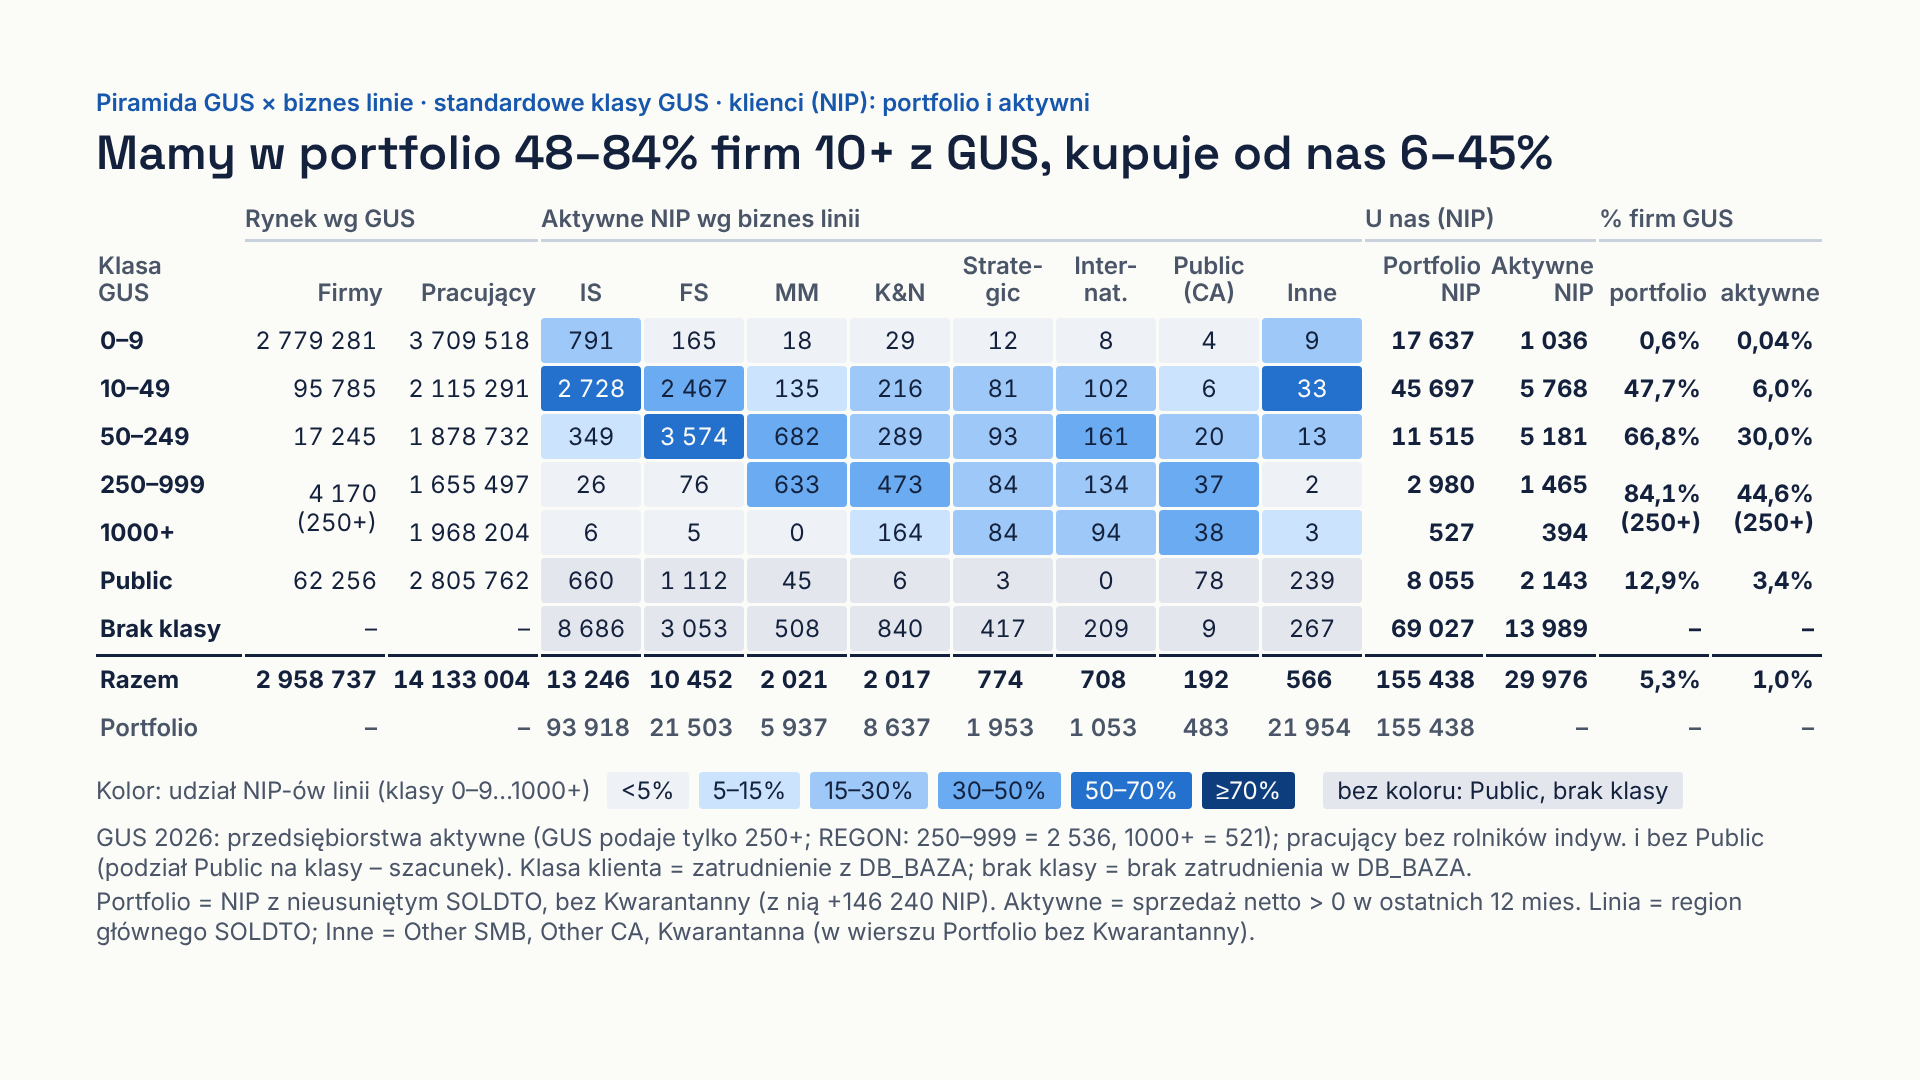 Piramida GUS × biznes linie · standardowe klasy GUS · klienci (NIP): portfolio i aktywni
Mamy w portfolio 48–84% firm 10+ z GUS, kupuje od nas 6–45%
Rynek wg GUS Aktywne NIP wg biznes linii U nas (NIP) % firm GUS
Klasa GUS Firmy Pracujący IS FS MM K&N Strate-gic Inter-nat. Public (CA) Inne Portfolio NIP Aktywne NIP portfolio aktywne
0–9 2 779 281 3 709 518 791 165 18 29 12 8 4 9 17 637 1 036 0,6% 0,04%
10–49 95 785 2 115 291 2 728 2 467 135 216 81 102 6 33 45 697 5 768 47,7% 6,0%
50–249 17 245 1 878 732 349 3 574 682 289 93 161 20 13 11 515 5 181 66,8% 30,0%
250–999 4 170 (250+) 1 655 497 26 76 633 473 84 134 37 2 2 980 1 465 84,1% (250+) 44,6% (250+)
1000+ 1 968 204 6 5 0 164 84 94 38 3 527 394
Public 62 256 2 805 762 660 1 112 45 6 3 0 78 239 8 055 2 143 12,9% 3,4%
Brak klasy – – 8 686 3 053 508 840 417 209 9 267 69 027 13 989 – –
Razem 2 958 737 14 133 004 13 246 10 452 2 021 2 017 774 708 192 566 155 438 29 976 5,3% 1,0%
Portfolio – – 93 918 21 503 5 937 8 637 1 953 1 053 483 21 954 155 438 – – –
Kolor: udział NIP-ów linii (klasy 0–9…1000+) <5% 5–15% 15–30% 30–50% 50–70% ≥70% bez koloru: Public, brak klasy
GUS 2026: przedsiębiorstwa aktywne (GUS podaje tylko 250+; REGON: 250–999 = 2 536, 1000+ = 521); pracujący bez rolników indyw. i bez Public
(podział Public na klasy – szacunek). Klasa klienta = zatrudnienie z DB_BAZA; brak klasy = brak zatrudnienia w DB_BAZA.
Portfolio = NIP z nieusuniętym SOLDTO, bez Kwarantanny (z nią +146 240 NIP). Aktywne = sprzedaż netto > 0 w ostatnich 12 mies. Linia = region
głównego SOLDTO; Inne = Other SMB, Other CA, Kwarantanna (w wierszu Portfolio bez Kwarantanny).